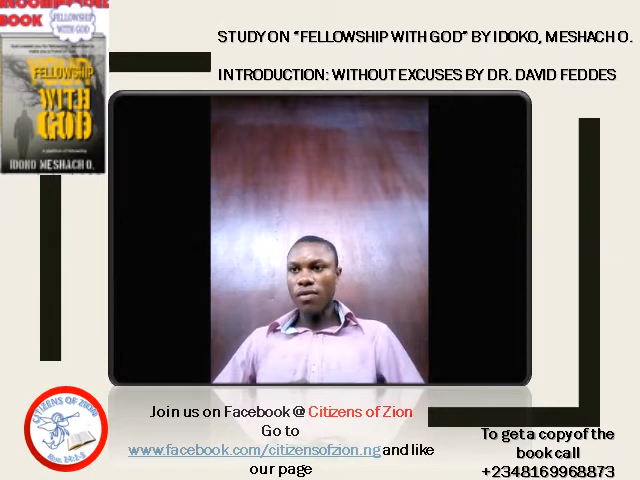 BOOK
FELLOWSHIP
WITH GOD
FELLOWSHIP
WITH
GOD
IDOKO MESHACH O.
STUDY ON “FELLOWSHIP WITH GOD” BY IDOKO, MESHACH O.
INTRODUCTION: WITHOUT EXCUSES BY DR. DAVID FEDDES
CITIZENS OF ZION
Join us on Facebook @ Citizens of Zion
Go to
www.facebook.com/citizensofzion.ng and like
our page
To get a copy of the
book call
+2348169968873